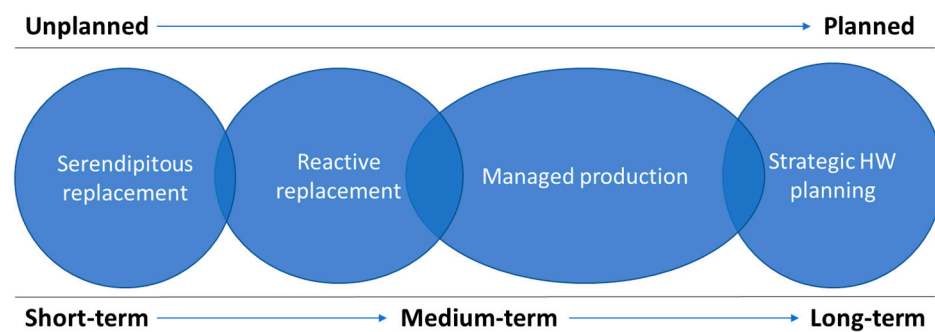 Unplanned
Planned
Serendipitous
replacement
Reactive
replacement
Managed production
Strategic HW
planning
Short-term
Medium-term
Long-term